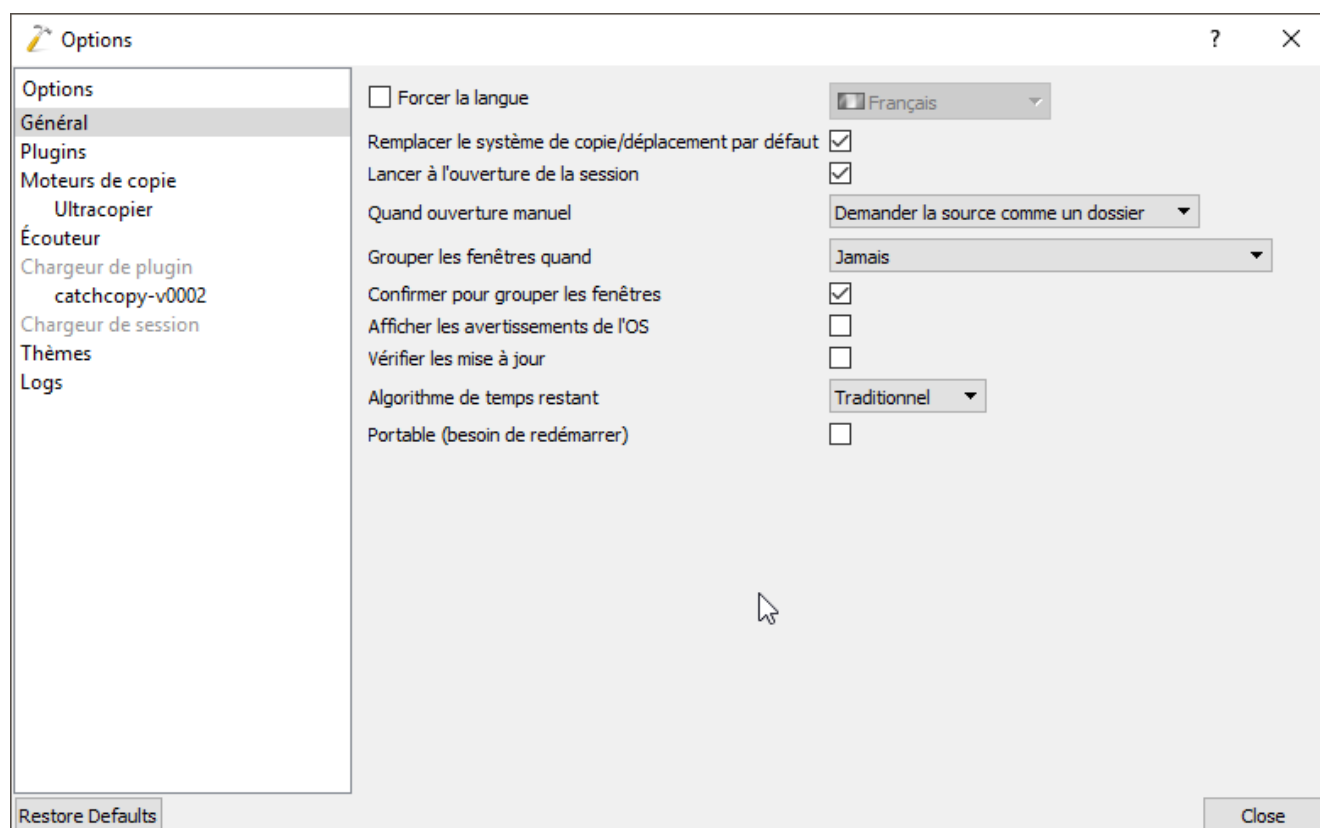 Options
?
Options
Général
Plugins
Moteurs de copie
Ultracopier
Écouteur
Chargeur de plugin
catchcopy-v0002
Chargeur de session
Thèmes
Logs
Forcer la langue
Français
Remplacer le système de copie/déplacement par défaut
Lancer à l'ouverture de la session
Quand ouverture manuel
Demander la source comme un dossier
Grouper les fenêtres quand
Jamais
Confirmer pour grouper les fenêtres
Afficher les avertissements de l'OS
Vérifier les mise à jour
Algorithme de temps restant
Traditionnel
Portable (besoin de redémarrer)
Restore Defaults
Close